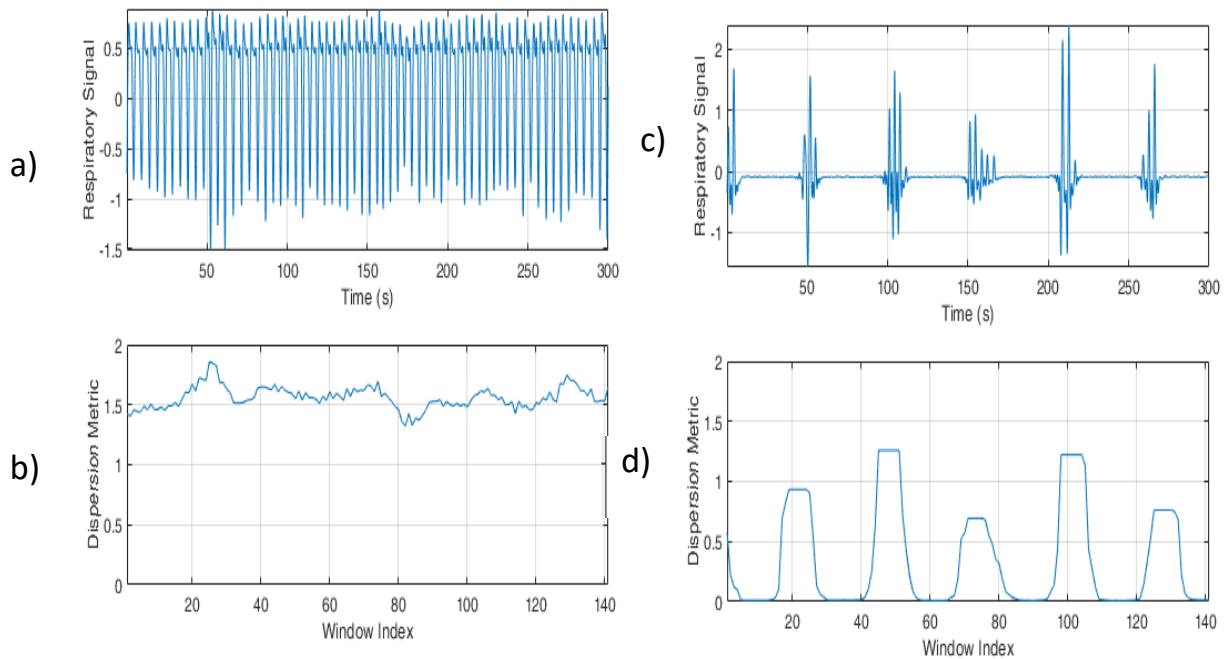 a)
Respiratory Signal
0.5
0
-0.5
-1
-1.5
50 100 150 200 250 300
Time (s)
b)
Dispersion Metric
2
1.5
1
0.5
0
20 40 60 80 100 120 140
Window Index
c)
Respiratory Signal
2
1
0
-1
50 100 150 200 250 300
Time (s)
d)
Dispersion Metric
2
1.5
1
0.5
0
20 40 60 80 100 120 140
Window Index